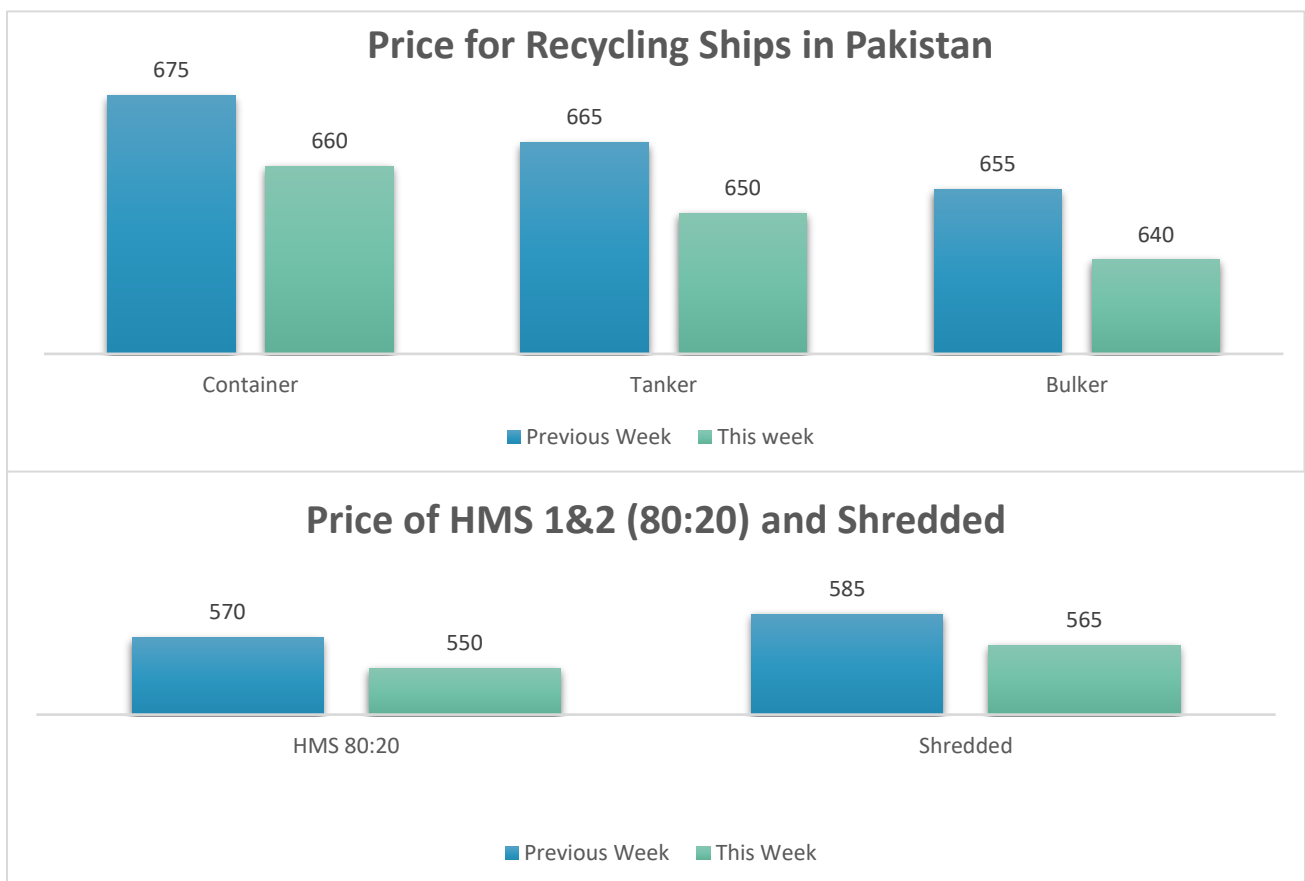 Price for Recycling Ships in Pakistan
675
660
665
650
655
640
Container
Tanker
Bulker
Previous Week
This week
Price of HMS 1&2 (80:20) and Shredded
570
550
585
565
HMS 80:20
Shredded
Previous Week
This Week